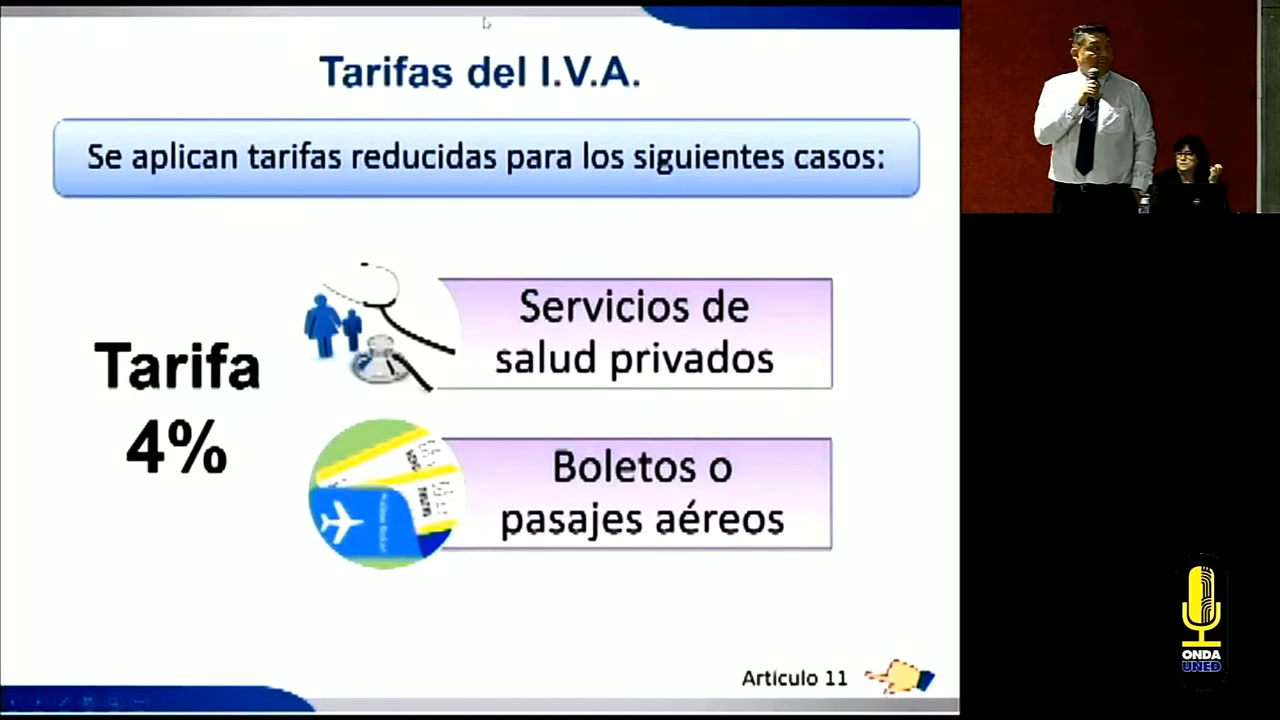 Tarifas del I.V.A.
Se aplican tarifas reducidas para los siguientes casos:
Tarifa
4%
Servicios de
salud privados
Boletos o
pasajes aéreos
Artículo 11
ONDA
UNED